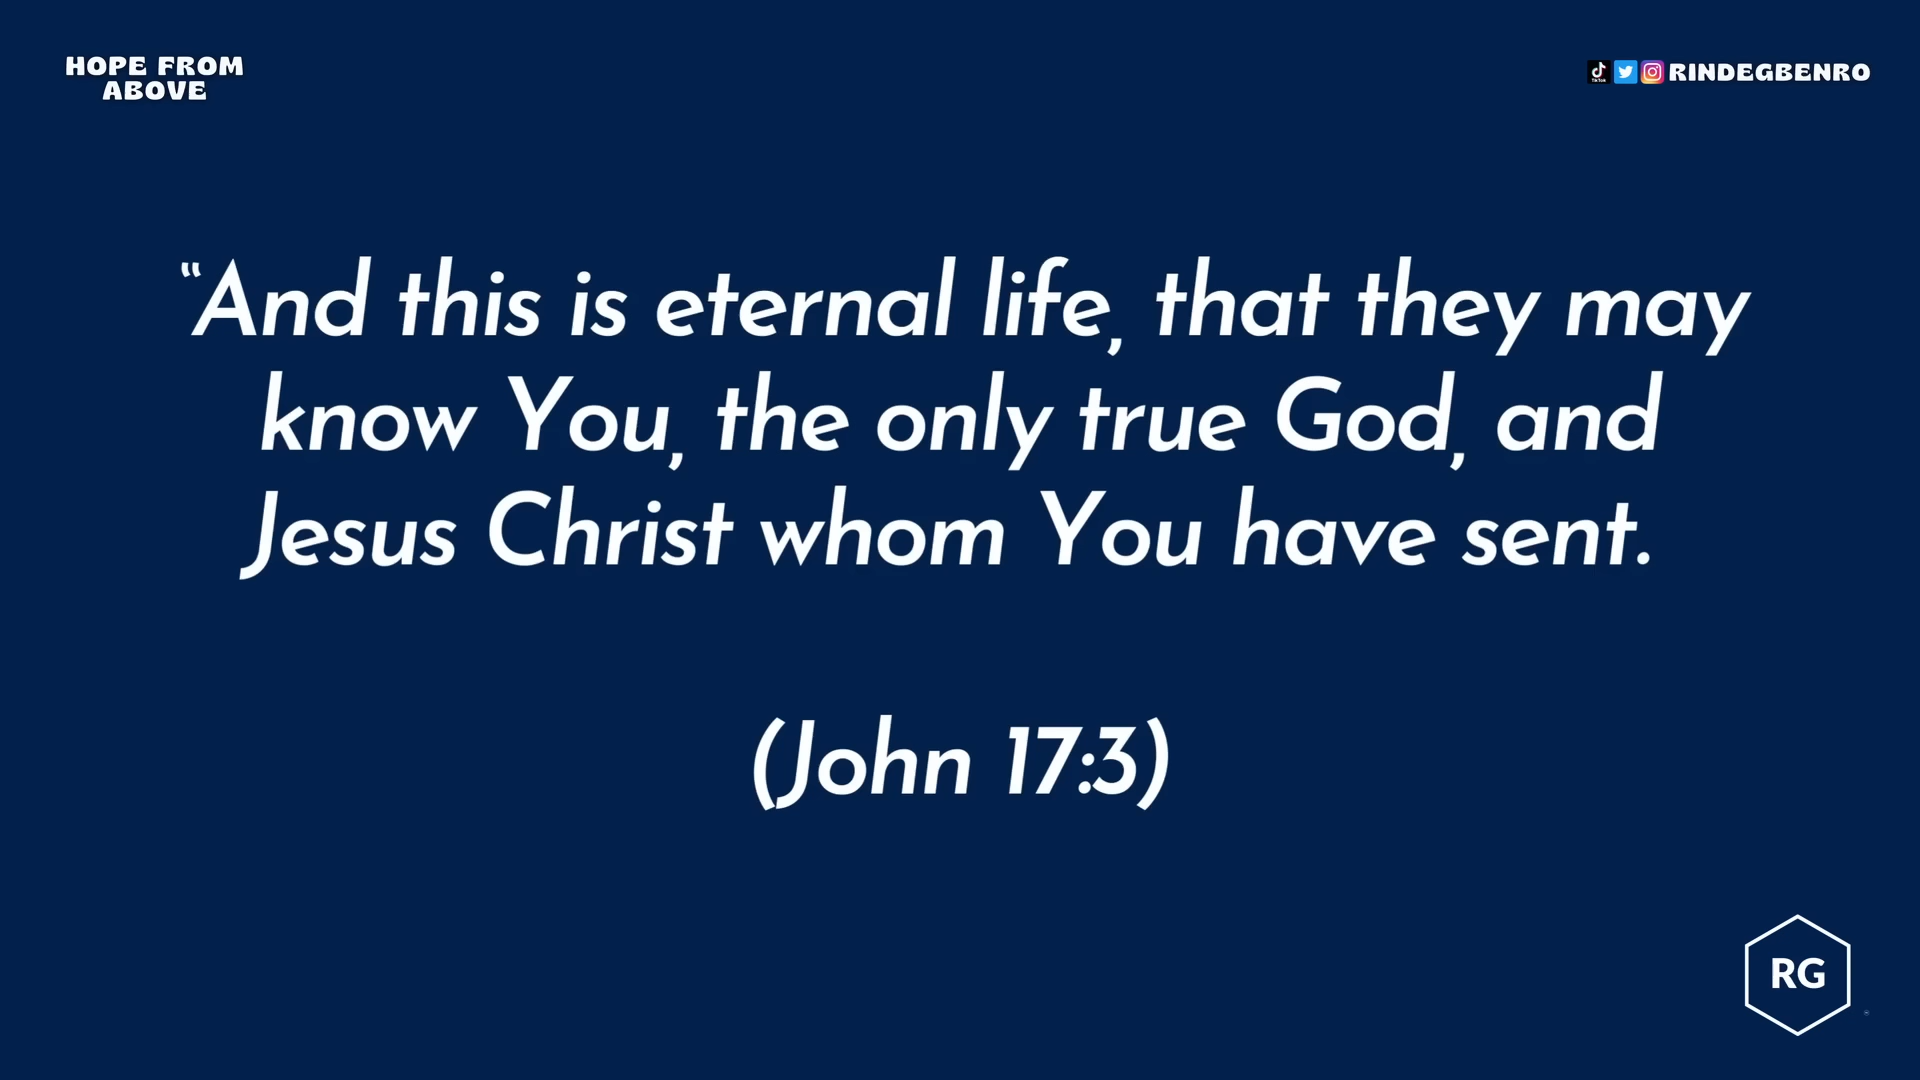 HOPE FROM
ABOVE
TikTok
RINDEGBENRO
“And this is eternal life, that they may
know You, the only true God, and
Jesus Christ whom You have sent.
(John 17:3)
RG